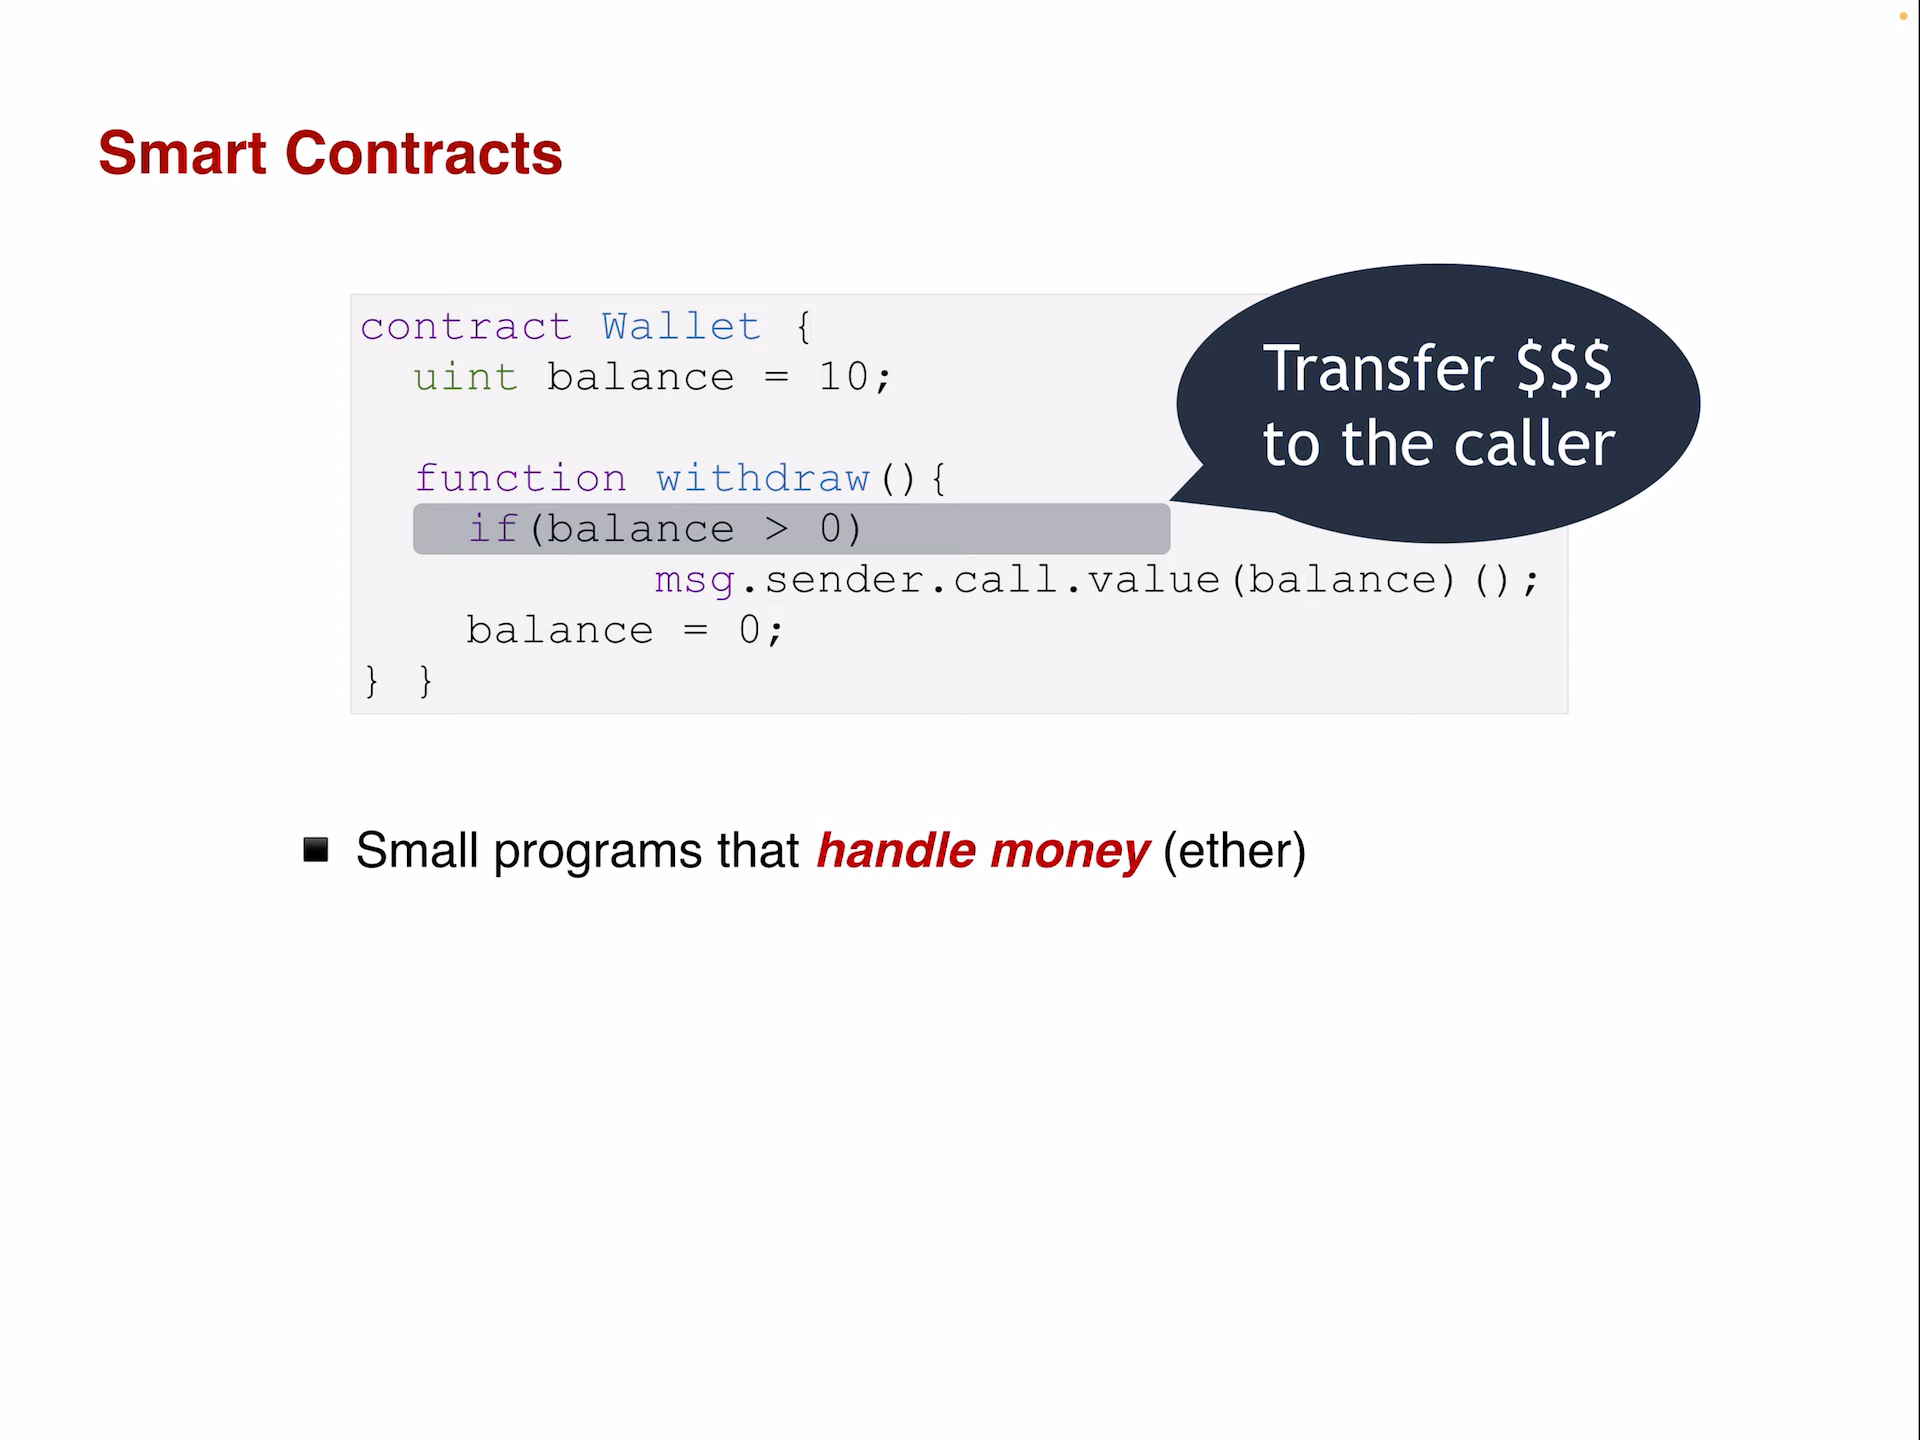 Smart Contracts
contract Wallet {
uint balance = 10;
function withdraw(){
if(balance > 0)
msg.sender.call.value(balance)();
balance = 0;
} }
Transfer $$$
to the caller
Small programs that handle money (ether)